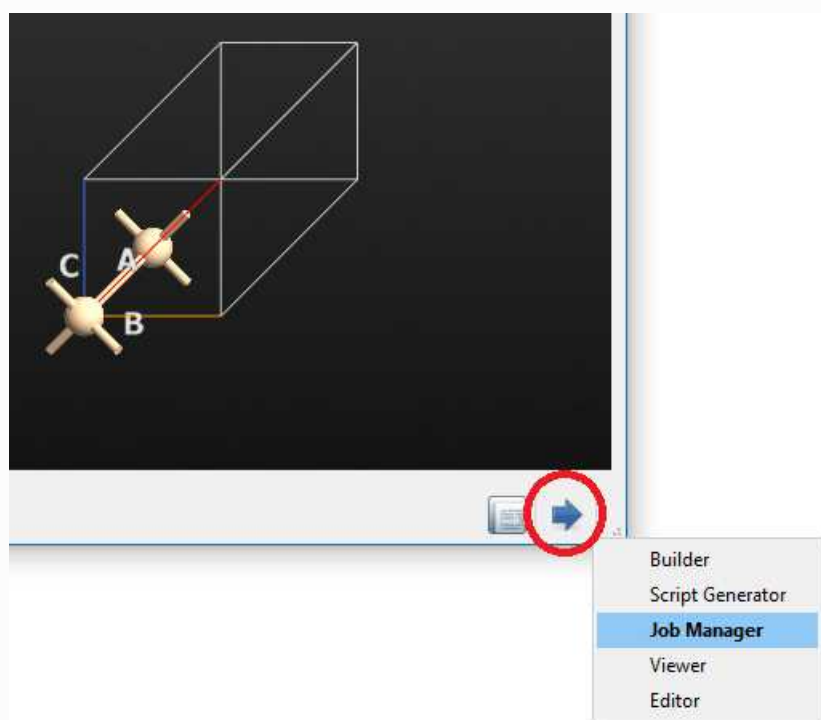 C
A
B
Builder
Script Generator
Job Manager
Viewer
Editor